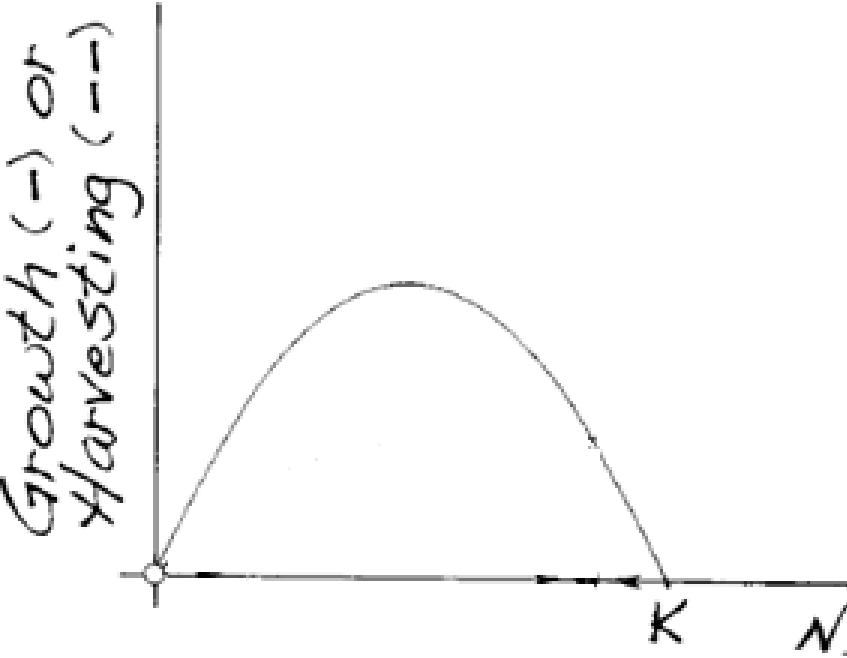 Growth (-) or
Harvesting (--)
K
N